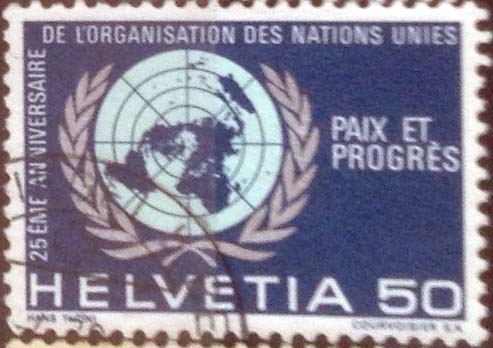 DE L'ORGANISATION DES NATIONS UNIES
25ÈME ANNIVERSAIRE
PAIX ET
PROGRÈS
HELVETIA 50
HANS THÖNI
COURVOISIER S.A.